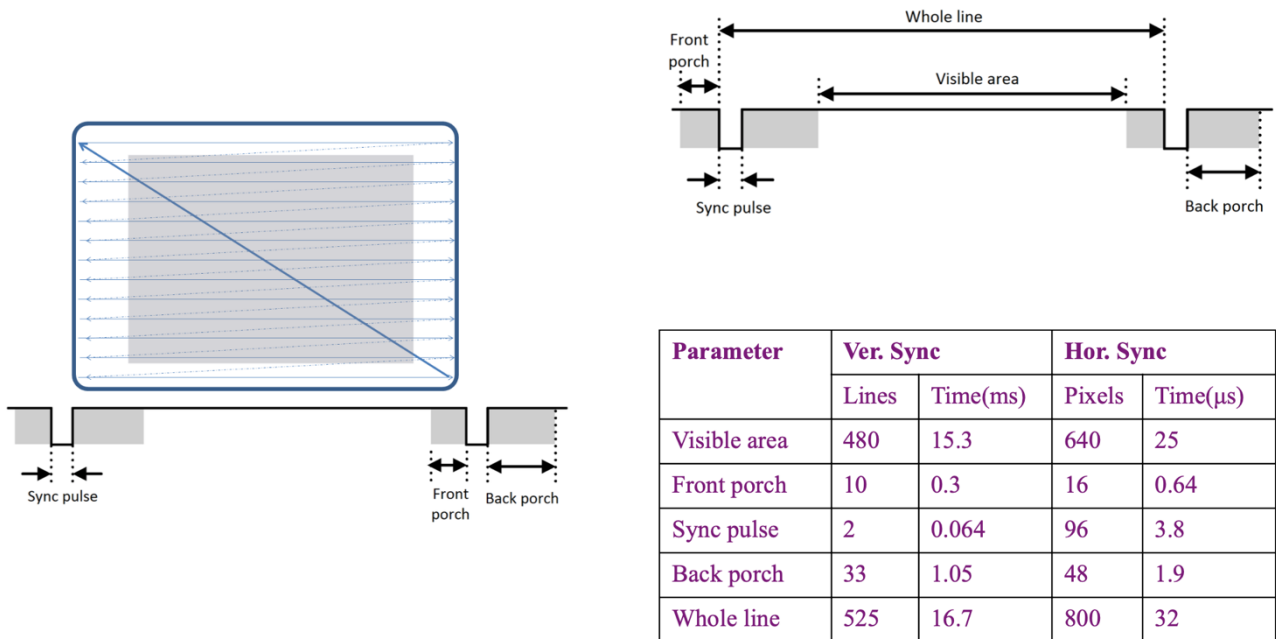 Whole line
Front
porch
Visible area
Sync pulse
Back porch
Sync pulse
Front
porch
Back porch
Parameter Ver. Sync Hor. Sync
Lines Time(ms) Pixels Time(μs)
Visible area 480 15.3 640 25
Front porch 10 0.3 16 0.64
Sync pulse 2 0.064 96 3.8
Back porch 33 1.05 48 1.9
Whole line 525 16.7 800 32